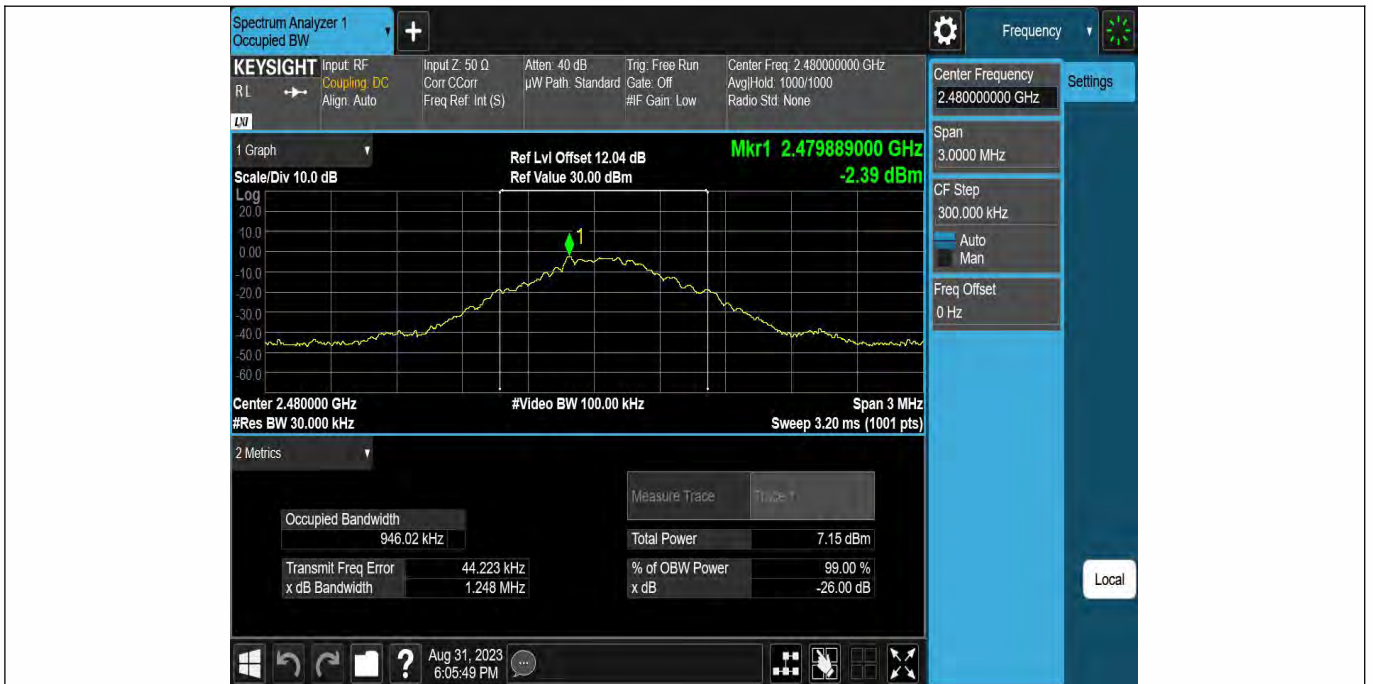 Spectrum Analyzer 1
Occupied BW
+
Frequency
KEYSIGHT
RL
LXI
Input: RF
Coupling: DC
Align: Auto
Input Z: 50 Ω
Corr CCorr
Freq Ref: Int (S)
Atten: 40 dB
µW Path: Standard
Trig: Free Run
Gate: Off
#IF Gain: Low
Center Freq: 2.480000000 GHz
Avg|Hold: 1000/1000
Radio Std: None
Center Frequency
2.480000000 GHz
Settings
Span
3.0000 MHz
CF Step
300.000 kHz
Auto
Man
Freq Offset
0 Hz
1 Graph
Scale/Div 10.0 dB
Ref Lvl Offset 12.04 dB
Ref Value 30.00 dBm
Mkr1 2.479889000 GHz
-2.39 dBm
Log
20.0
10.0
0.00
-10.0
-20.0
-30.0
-40.0
-50.0
-60.0
1
Center 2.480000 GHz
#Video BW 100.00 kHz
Span 3 MHz
#Res BW 30.000 kHz
Sweep 3.20 ms (1001 pts)
2 Metrics
Measure Trace
Trace 1
Occupied Bandwidth
946.02 kHz
Total Power
7.15 dBm
Transmit Freq Error
44.223 kHz
% of OBW Power
99.00 %
x dB Bandwidth
1.248 MHz
x dB
-26.00 dB
Local
?
Aug 31, 2023
6:05:49 PM